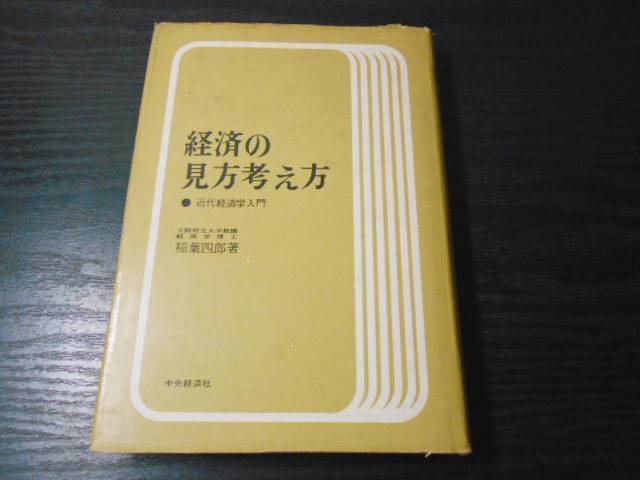 経済の
見方考え方
● 近代経済学入門
大阪府立大学教授
経済学博士
稲葉四郎著
中央経済社